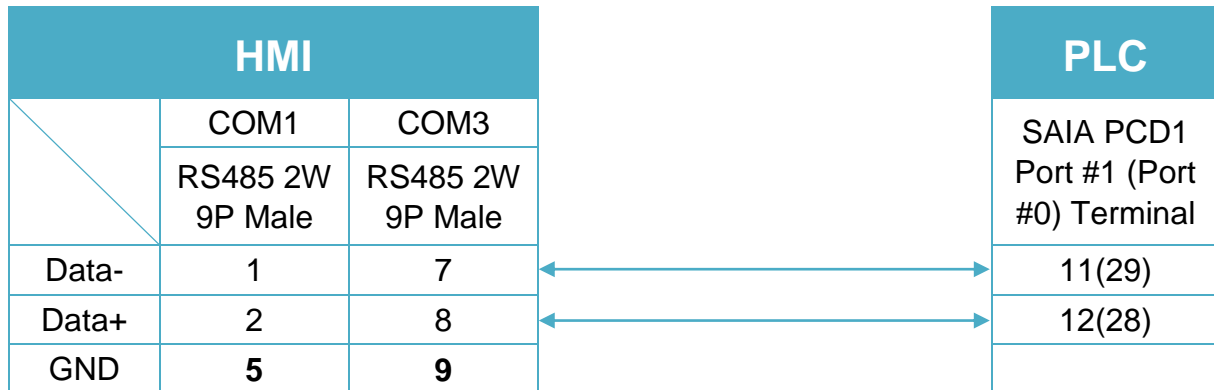 HMI
PLC
COM1 COM3
RS485 2W
9P Male
RS485 2W
9P Male
SAIA PCD1
Port #1 (Port
#0) Terminal
Data- 1 7 11(29)
Data+ 2 8 12(28)
GND 5 9